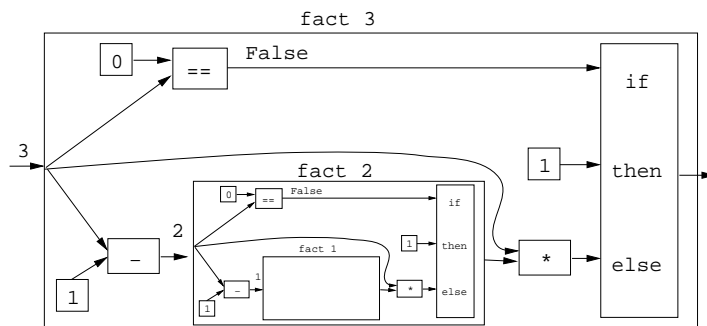 fact 3
0
==
False
if
3
1
then
fact 2
0
==
False
if
2
1
then
fact 1
-
*
1
-
1
*
else
else
1
1